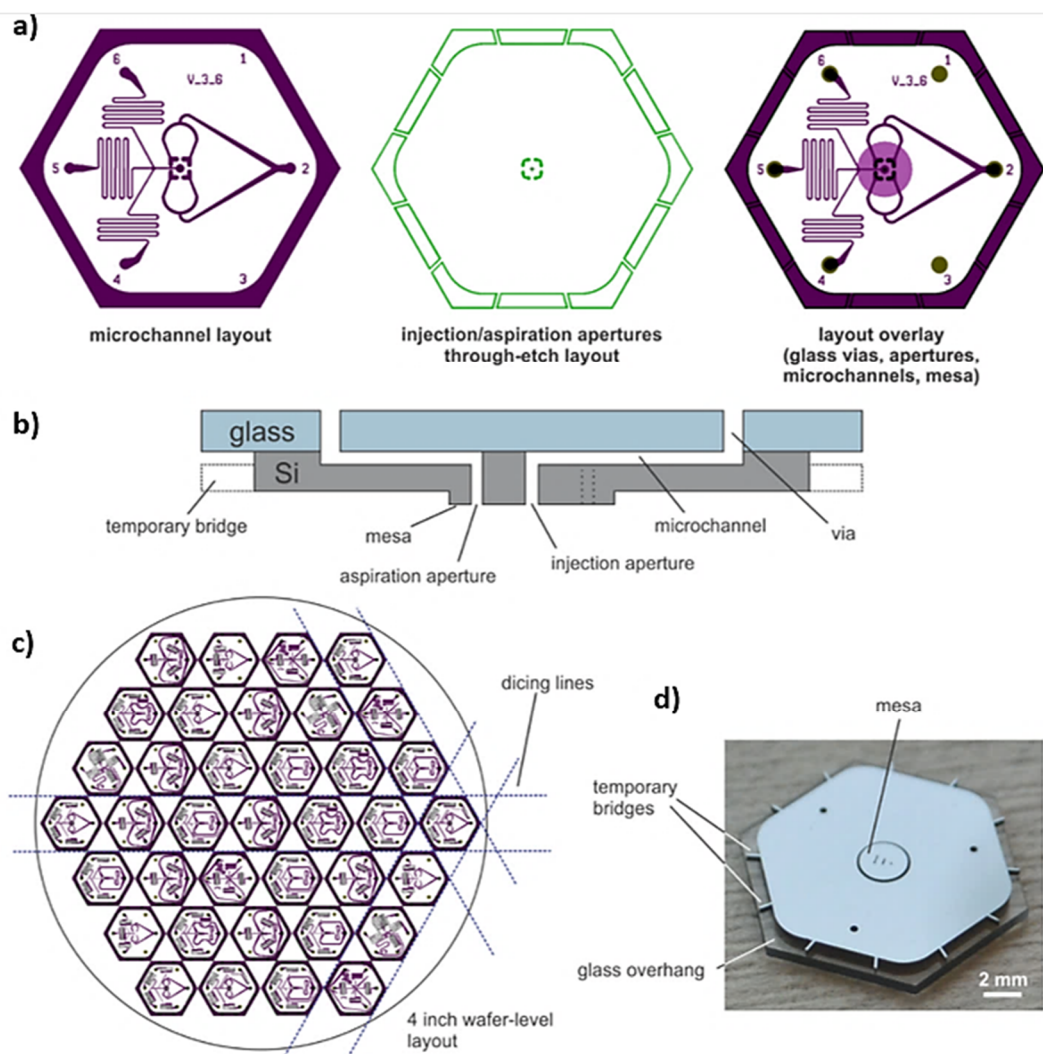 a)
6
1
V_3_6
5
2
4
3
microchannel layout
injection/aspiration apertures
through-etch layout
6
1
V_3_6
5
2
4
3
layout overlay
(glass vias, apertures,
microchannels, mesa)
b)
glass
Si
temporary bridge
mesa
aspiration aperture
injection aperture
microchannel
via
c)
dicing lines
4 inch wafer-level
layout
d)
mesa
temporary
bridges
glass overhang
2 mm